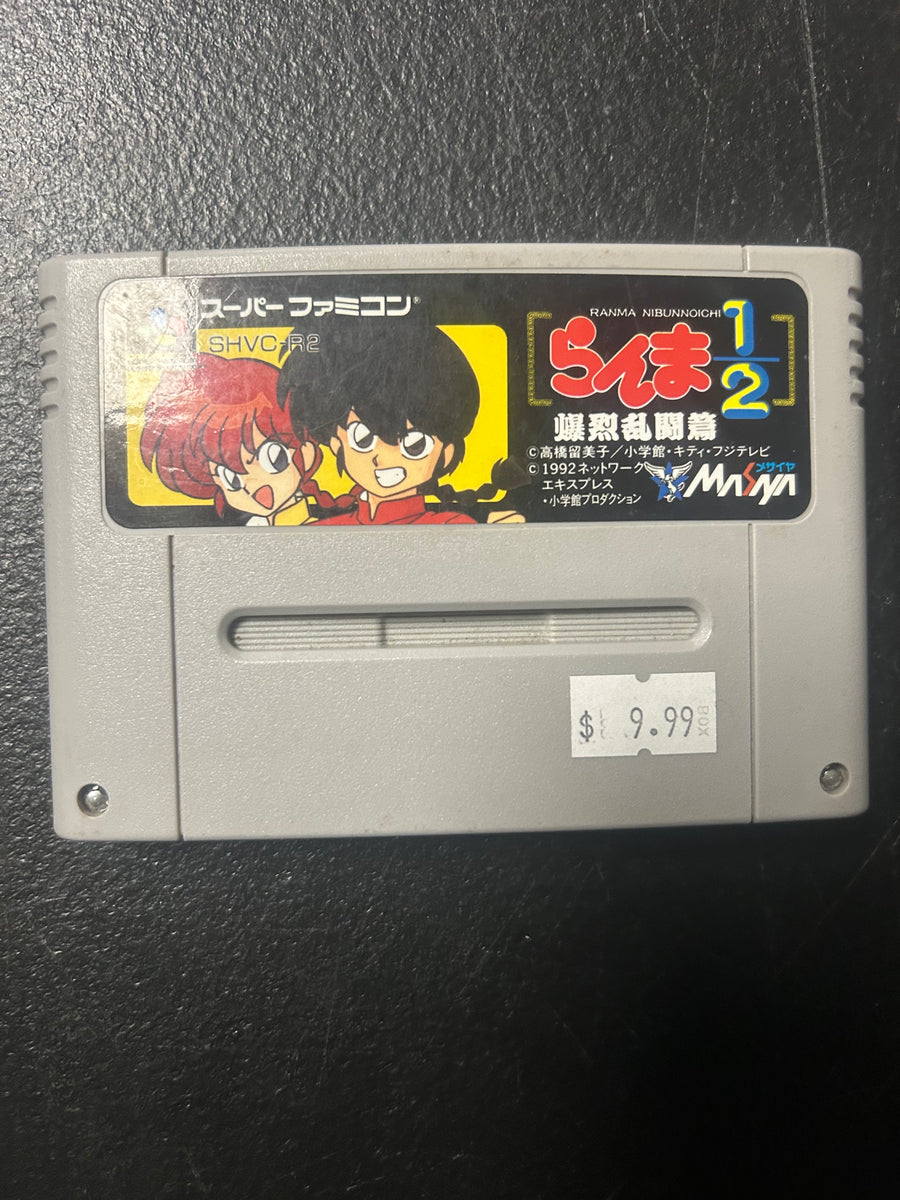 スーパーファミコン®
SHVC-R2
RANMA NIBUNNOICHI
らんま 1/2
爆烈乱闘篇
©高橋留美子/小学館・キティ・フジテレビ
©1992ネットワーク
エキスプレス
・小学館プロダクション
メサイヤ
MASAYA
$ 9.99
BOX